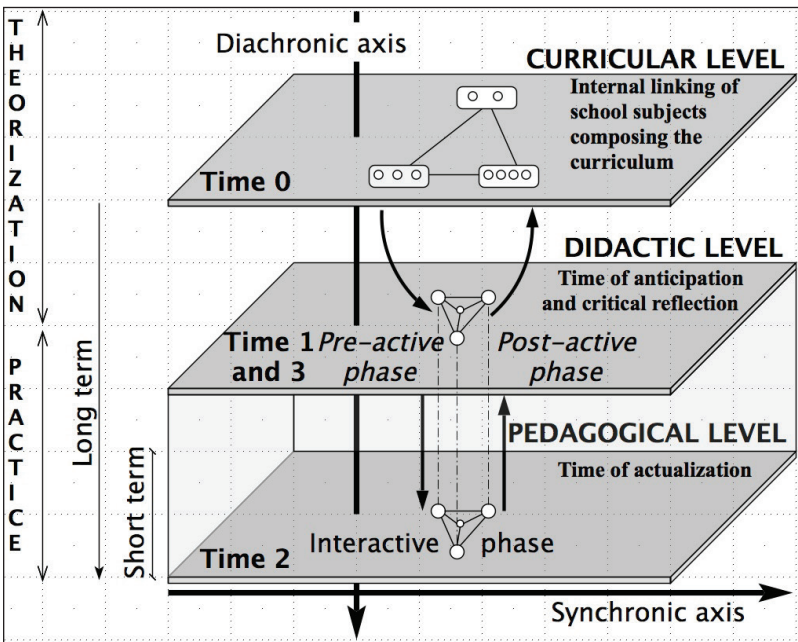 THEORIZATION
PRACTICE
Long term
Short term
Diachronic axis
CURRICULAR LEVEL
Internal linking of
school subjects
composing the
curriculum
Time 0
DIDACTIC LEVEL
Time of anticipation
and critical reflection
Time 1
and 3
Pre-active
phase
Post-active
phase
PEDAGOGICAL LEVEL
Time of actualization
Interactive phase
Time 2
Synchronic axis